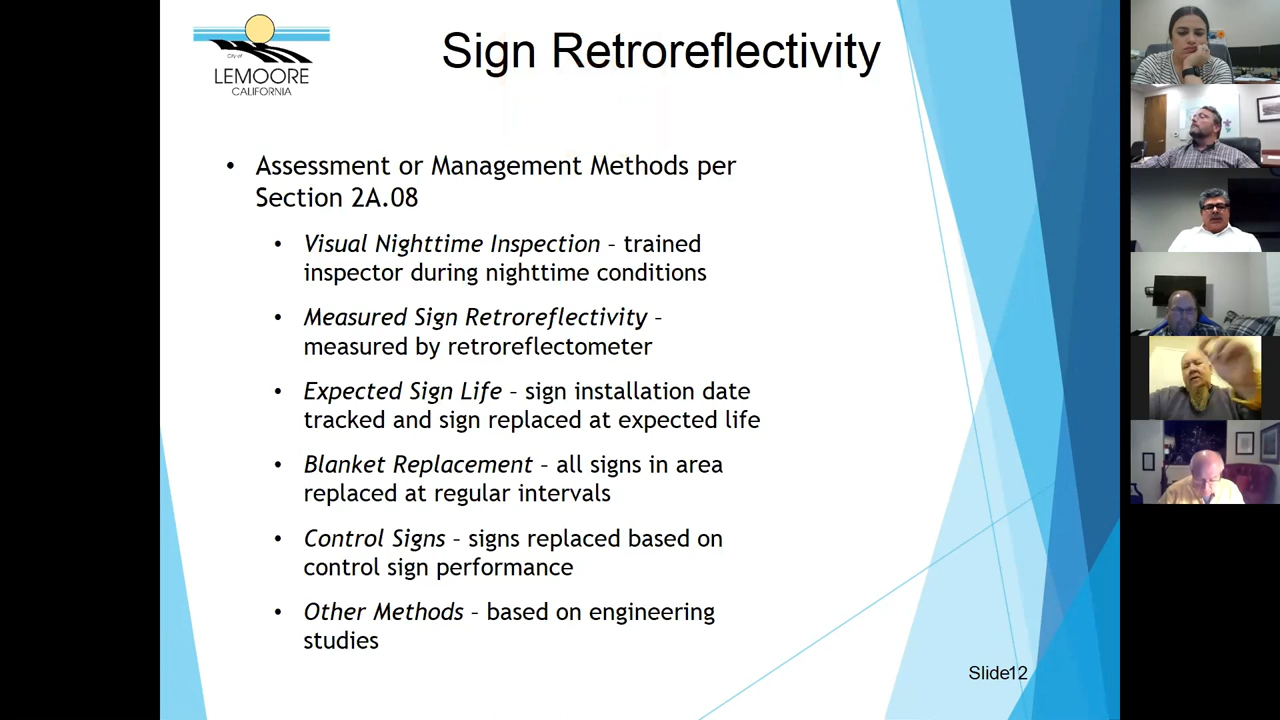 City of
LEMOORE
CALIFORNIA
Sign Retroreflectivity
• Assessment or Management Methods per
Section 2A.08
• Visual Nighttime Inspection – trained
inspector during nighttime conditions
• Measured Sign Retroreflectivity –
measured by retroreflectometer
• Expected Sign Life – sign installation date
tracked and sign replaced at expected life
• Blanket Replacement – all signs in area
replaced at regular intervals
• Control Signs – signs replaced based on
control sign performance
• Other Methods – based on engineering
studies
Slide12